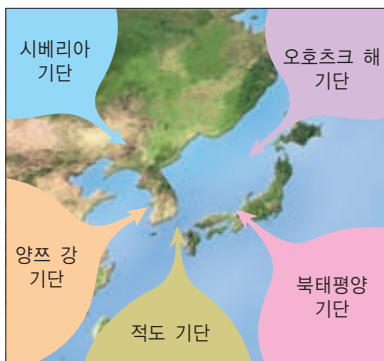 시베리아
기단
오호츠크 해
기단
양쯔 강
기단
북태평양
기단
적도 기단